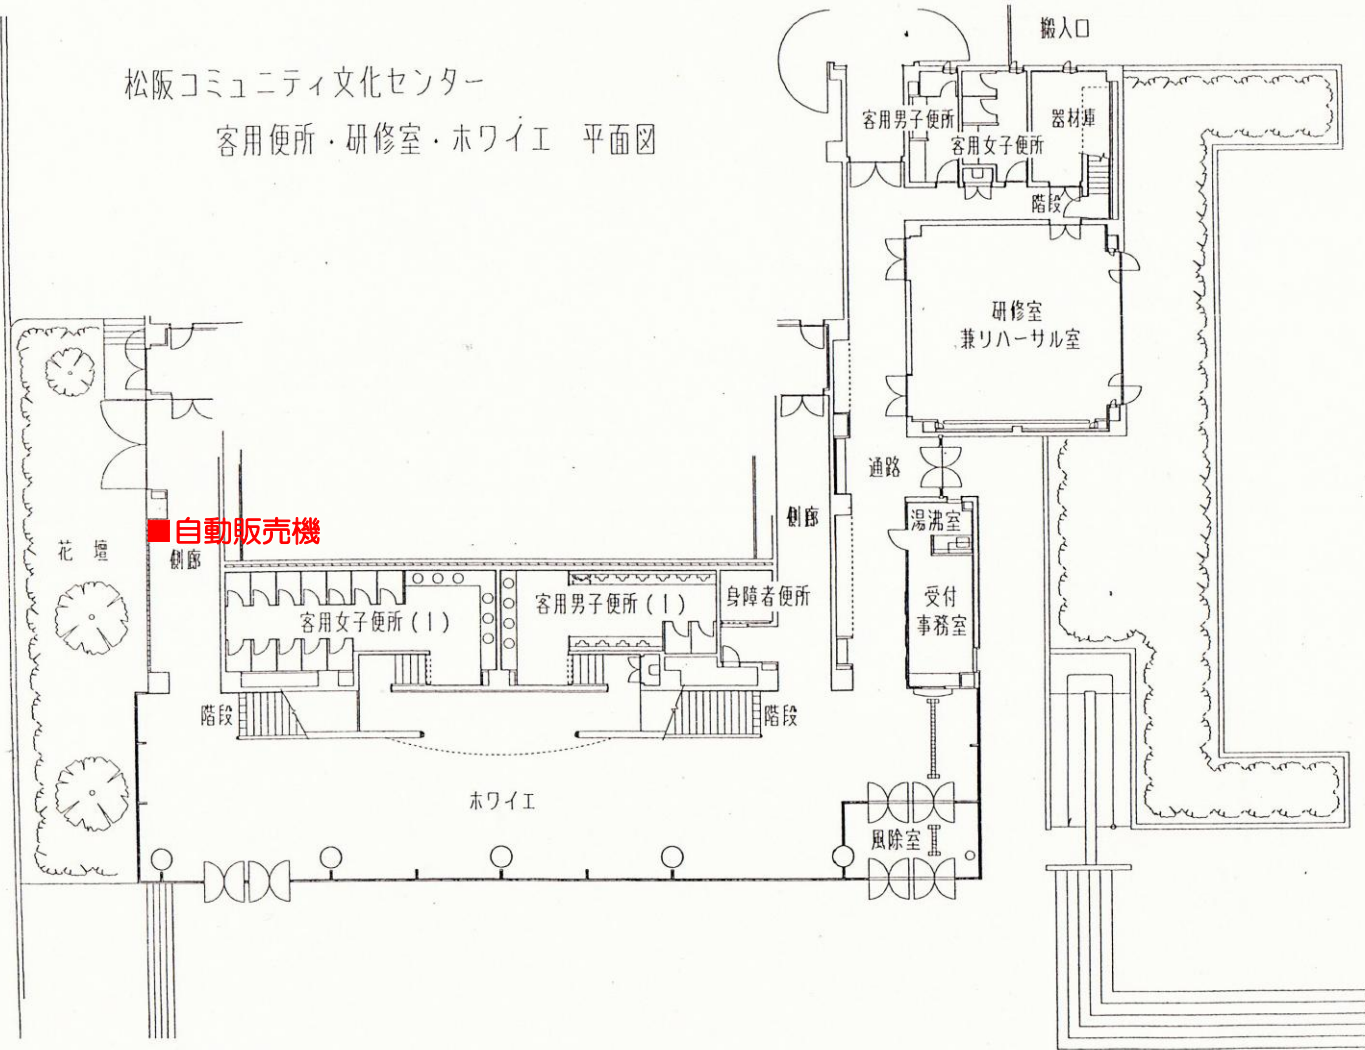 松阪コミュニティ文化センター
客用便所・研修室・ホワイエ 平面図
搬入口
客用男子便所
客用女子便所
器材庫
階段
研修室
兼リハーサル室
通路
側廊
湯沸室
受付
事務室
■自動販売機
側廊
花壇
客用女子便所(1)
客用男子便所(1)
身障者便所
階段
階段
ホワイエ
風除室